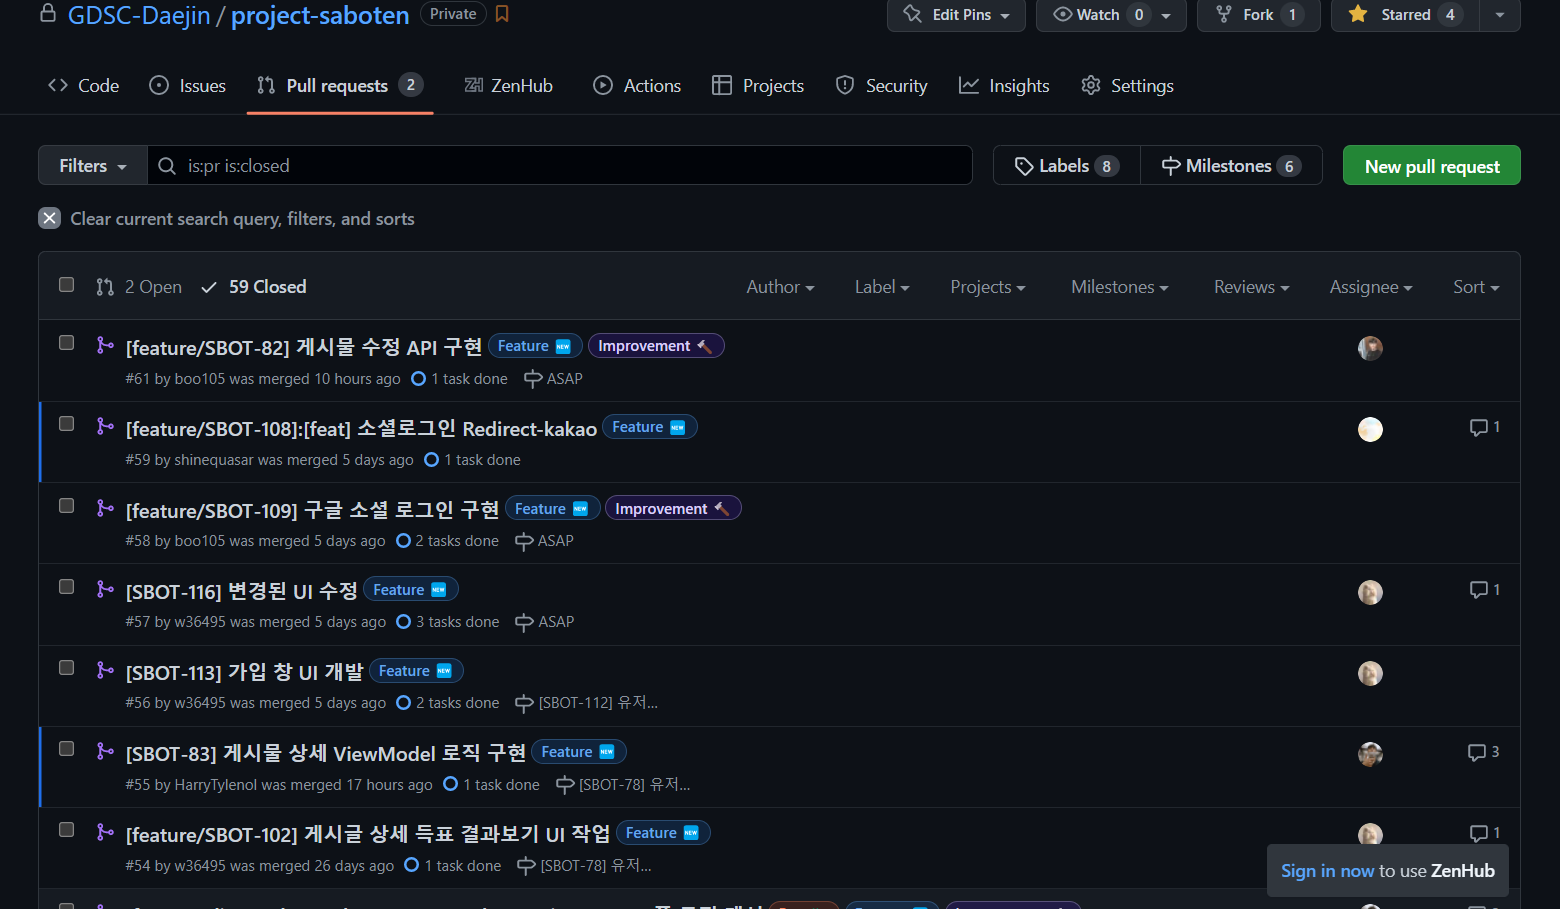 GDSC-Daejin / project-saboten Private Edit Pins Watch 0 Fork 1 Starred 4
Code Issues Pull requests 2 ZenHub Actions Projects Security Insights Settings
Filters is:pr is:closed Labels 8 Milestones 6 New pull request
Clear current search query, filters, and sorts
2 Open 59 Closed Author Label Projects Milestones Reviews Assignee Sort
[feature/SBOT-82] 게시물 수정 API 구현 Feature NEW Improvement
#61 by boo105 was merged 10 hours ago 1 task done ASAP
[feature/SBOT-108]:[feat] 소셜로그인 Redirect-kakao Feature NEW 1
#59 by shinequasar was merged 5 days ago 1 task done
[feature/SBOT-109] 구글 소셜 로그인 구현 Feature NEW Improvement
#58 by boo105 was merged 5 days ago 2 tasks done ASAP
[SBOT-116] 변경된 UI 수정 Feature NEW 1
#57 by w36495 was merged 5 days ago 3 tasks done ASAP
[SBOT-113] 가입 창 UI 개발 Feature NEW
#56 by w36495 was merged 5 days ago 2 tasks done [SBOT-112] 유저...
[SBOT-83] 게시물 상세 ViewModel 로직 구현 Feature NEW 3
#55 by HarryTylenol was merged 17 hours ago 1 task done [SBOT-78] 유저...
[feature/SBOT-102] 게시글 상세 득표 결과보기 UI 작업 Feature NEW 1
#54 by w36495 was merged 26 days ago 1 task done [SBOT-78] 유저...
Sign in now to use ZenHub